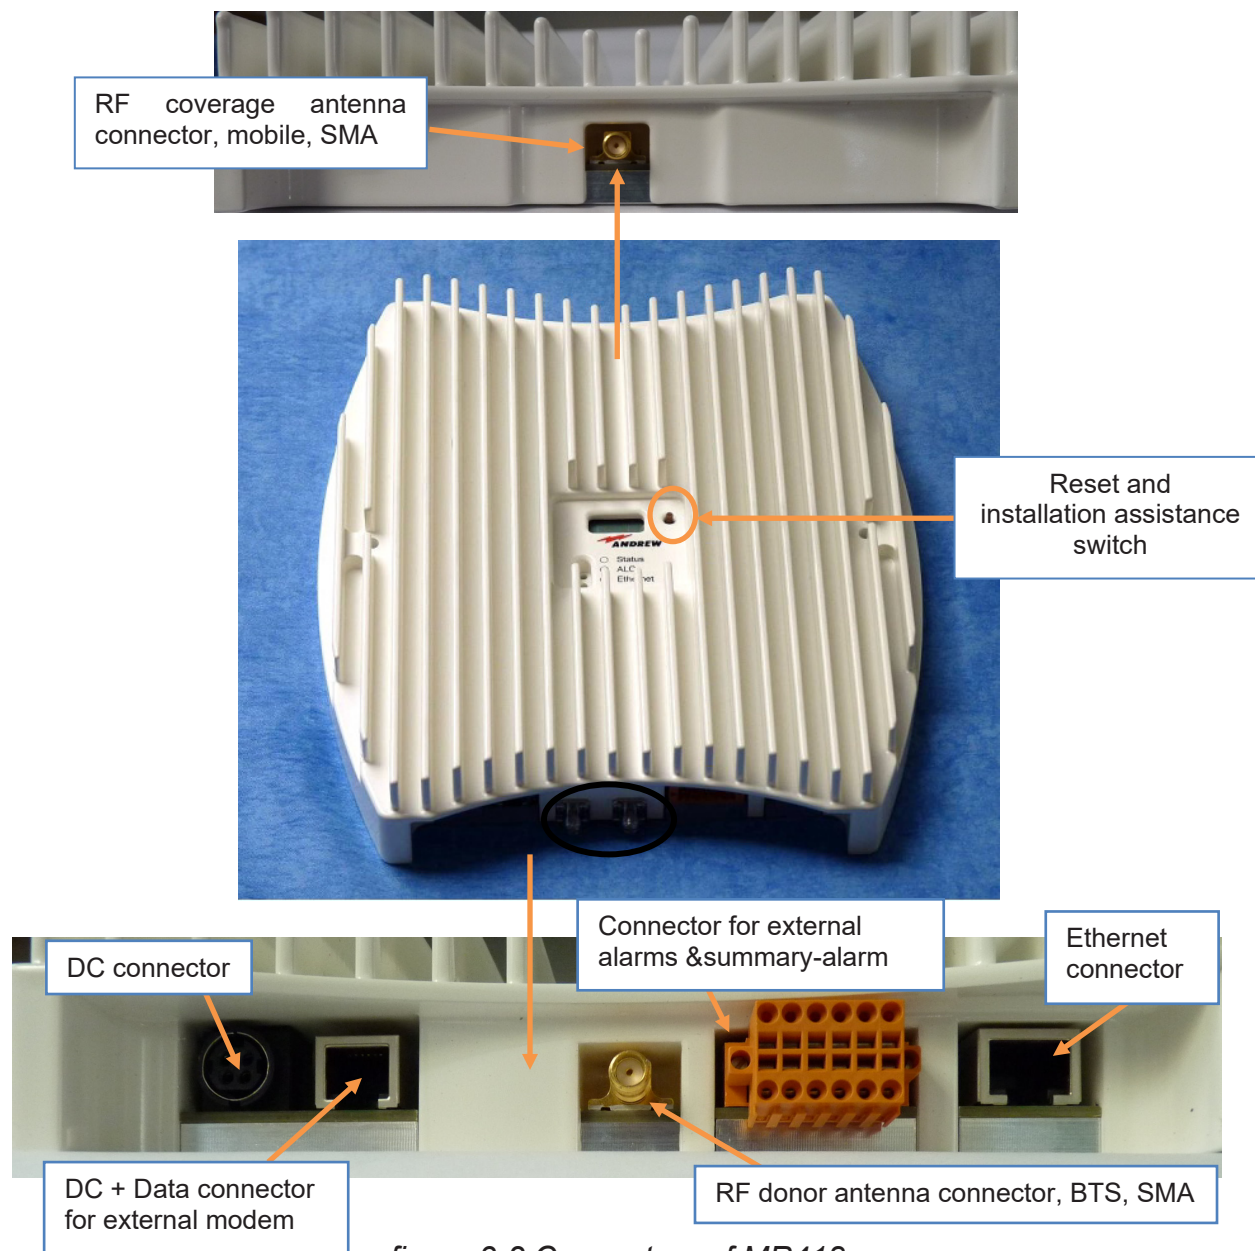 RF coverage antenna
connector, mobile, SMA
Reset and
installation assistance
switch
ANDREW
Status
Connector for external
alarms &summary-alarm
Ethernet
connector
DC connector
DC + Data connector
for external modem
RF donor antenna connector, BTS, SMA